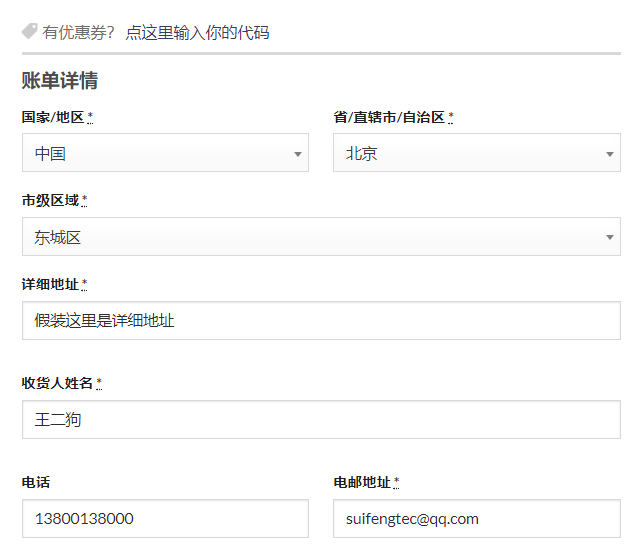 有优惠券? 点这里输入你的代码
账单详情
国家/地区 * 省/直辖市/自治区 *
中国 北京
市级区域 *
东城区
详细地址 *
假装这里是详细地址
收货人姓名 *
王二狗
电话 电邮地址 *
13800138000 suifengtec@qq.com